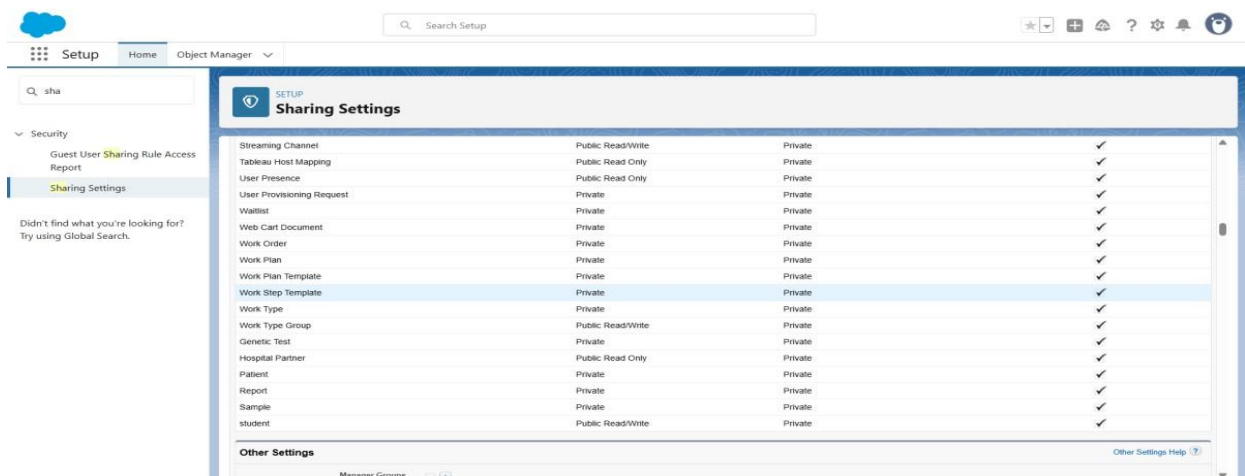 Search Setup
Setup Home Object Manager
sha
Security
Guest User Sharing Rule Access
Report
Sharing Settings
Didn't find what you're looking for?
Try using Global Search.
SETUP
Sharing Settings
Streaming Channel Public Read/Write Private
Tableau Host Mapping Public Read Only Private
User Presence Public Read Only Private
User Provisioning Request Private Private
Waitlist Private Private
Web Cart Document Private Private
Work Order Private Private
Work Plan Private Private
Work Plan Template Private Private
Work Step Template Private Private
Work Type Private Private
Work Type Group Public Read/Write Private
Genetic Test Private Private
Hospital Partner Public Read Only Private
Patient Private Private
Report Private Private
Sample Private Private
student Public Read/Write Private
Other Settings Other Settings Help ?
Manager Groups